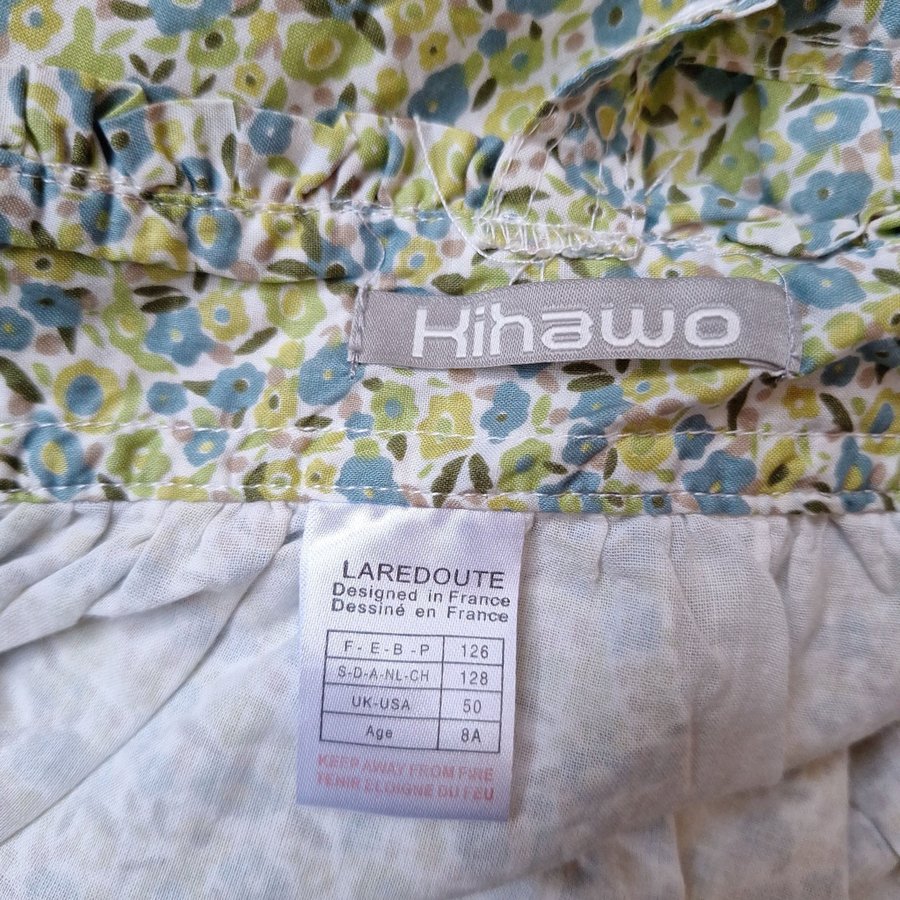 Kihawo
LAREDOUTE
Designed in France
Dessiné en France
F - E - B - P 126
S-D-A-NL-CH 128
UK-USA 50
Age 8A
KEEP AWAY FROM FIRE
TENIR ELOIGNE DU FEU